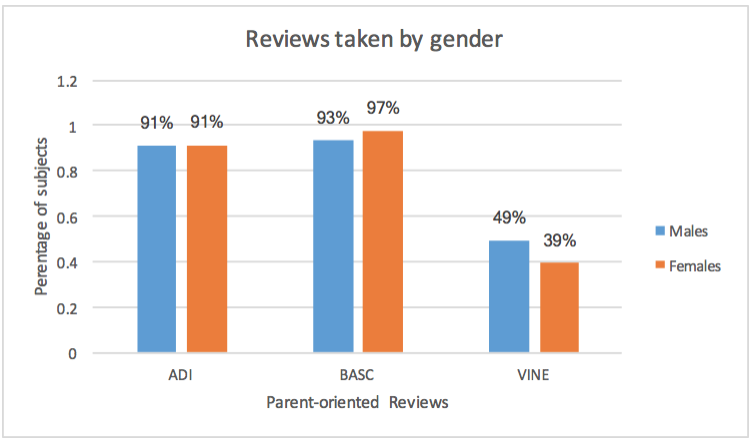 Reviews taken by gender
Perentage of subjects
1.2
1
0.8
0.6
0.4
0.2
0
91% 91%
93% 97%
49% 39%
ADI BASC VINE
Parent-oriented Reviews
Males
Females